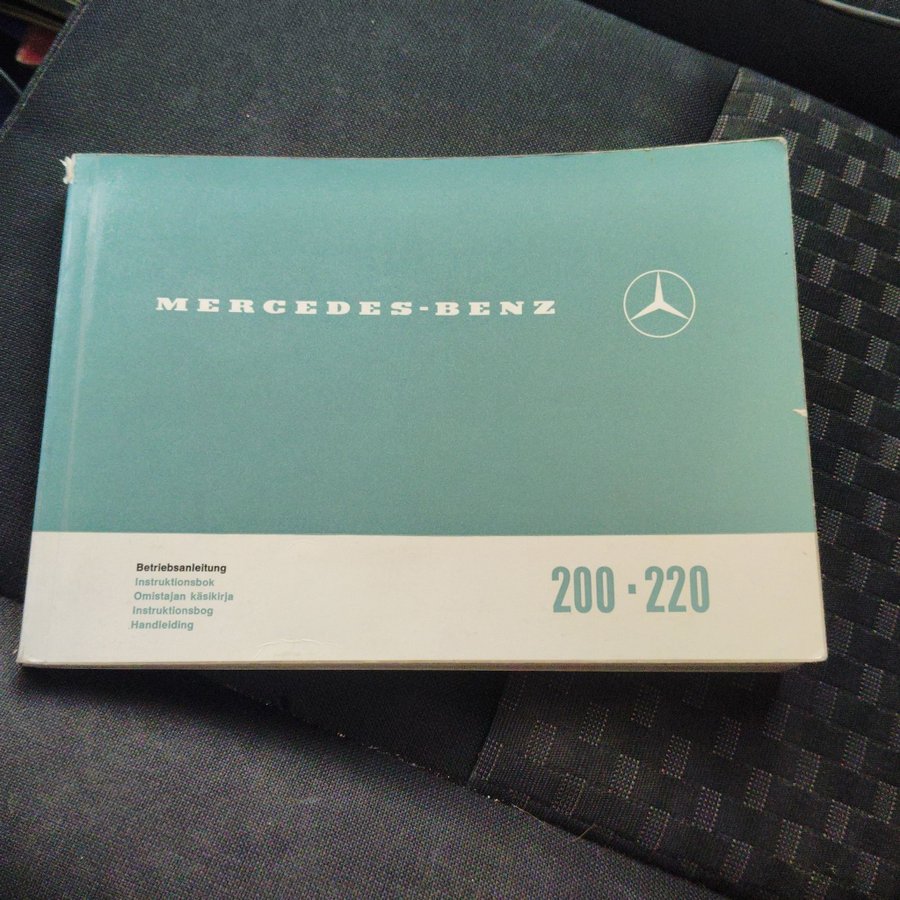 MERCEDES-BENZ
Betriebsanleitung
Instruktionsbok
Omistajan käsikirja
Instruktionsbog
Handleiding
200 · 220